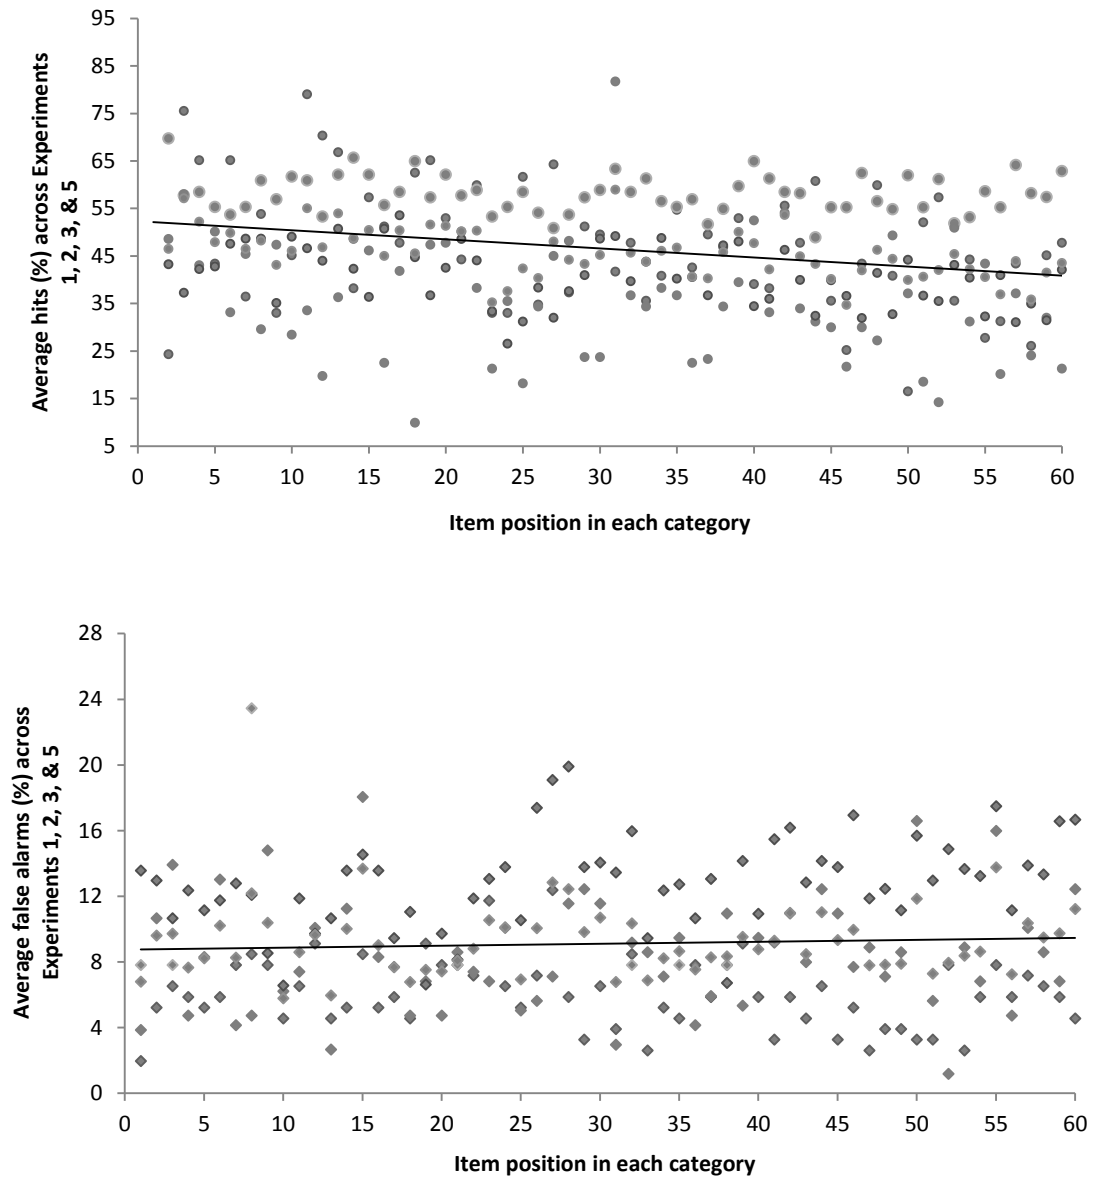 Average hits (%) across Experiments
1, 2, 3, & 5
95
85
75
65
55
45
35
25
15
5
0 5 10 15 20 25 30 35 40 45 50 55 60
Item position in each category
Average false alarms (%) across
Experiments 1, 2, 3, & 5
28
24
20
16
12
8
4
0
0 5 10 15 20 25 30 35 40 45 50 55 60
Item position in each category